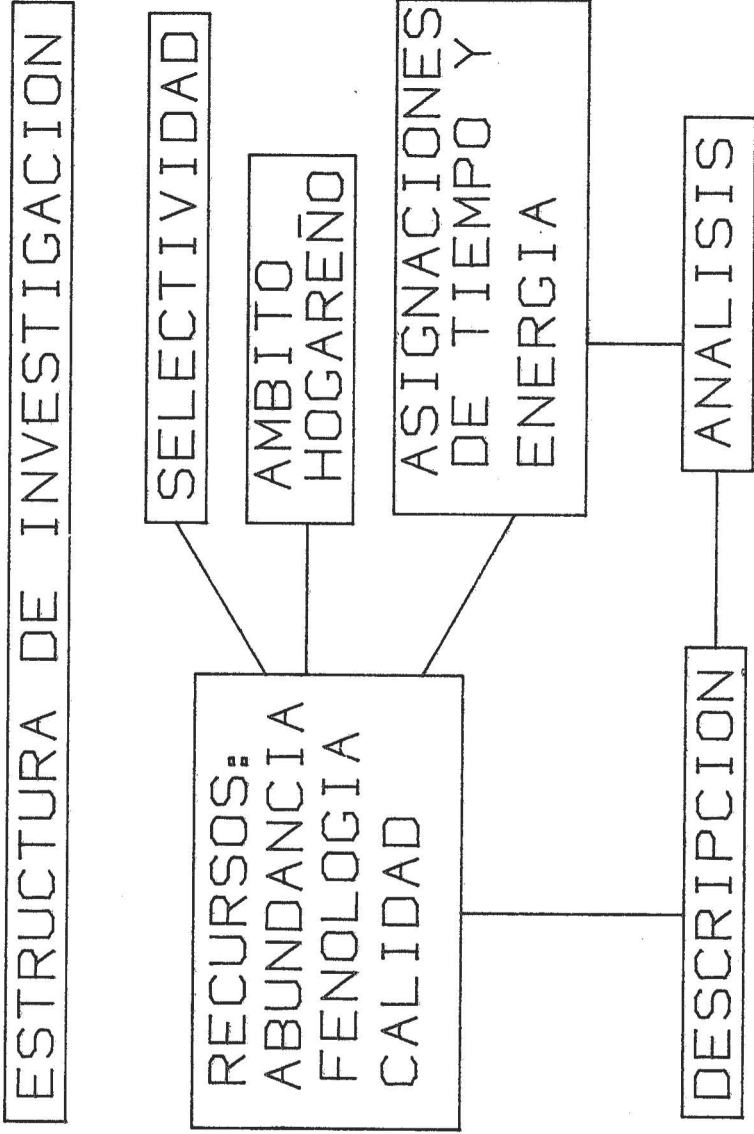 ESTRUCTURA DE INVESTIGACION
RECURSOS:
ABUNDANCIA
FENOLOGIA
CALIDAD
SELECTIVIDAD
AMBITO
HOGAREÑO
ASIGNACIONES
DE TIEMPO Y
ENERGIA
DESCRIPCION
ANALISIS